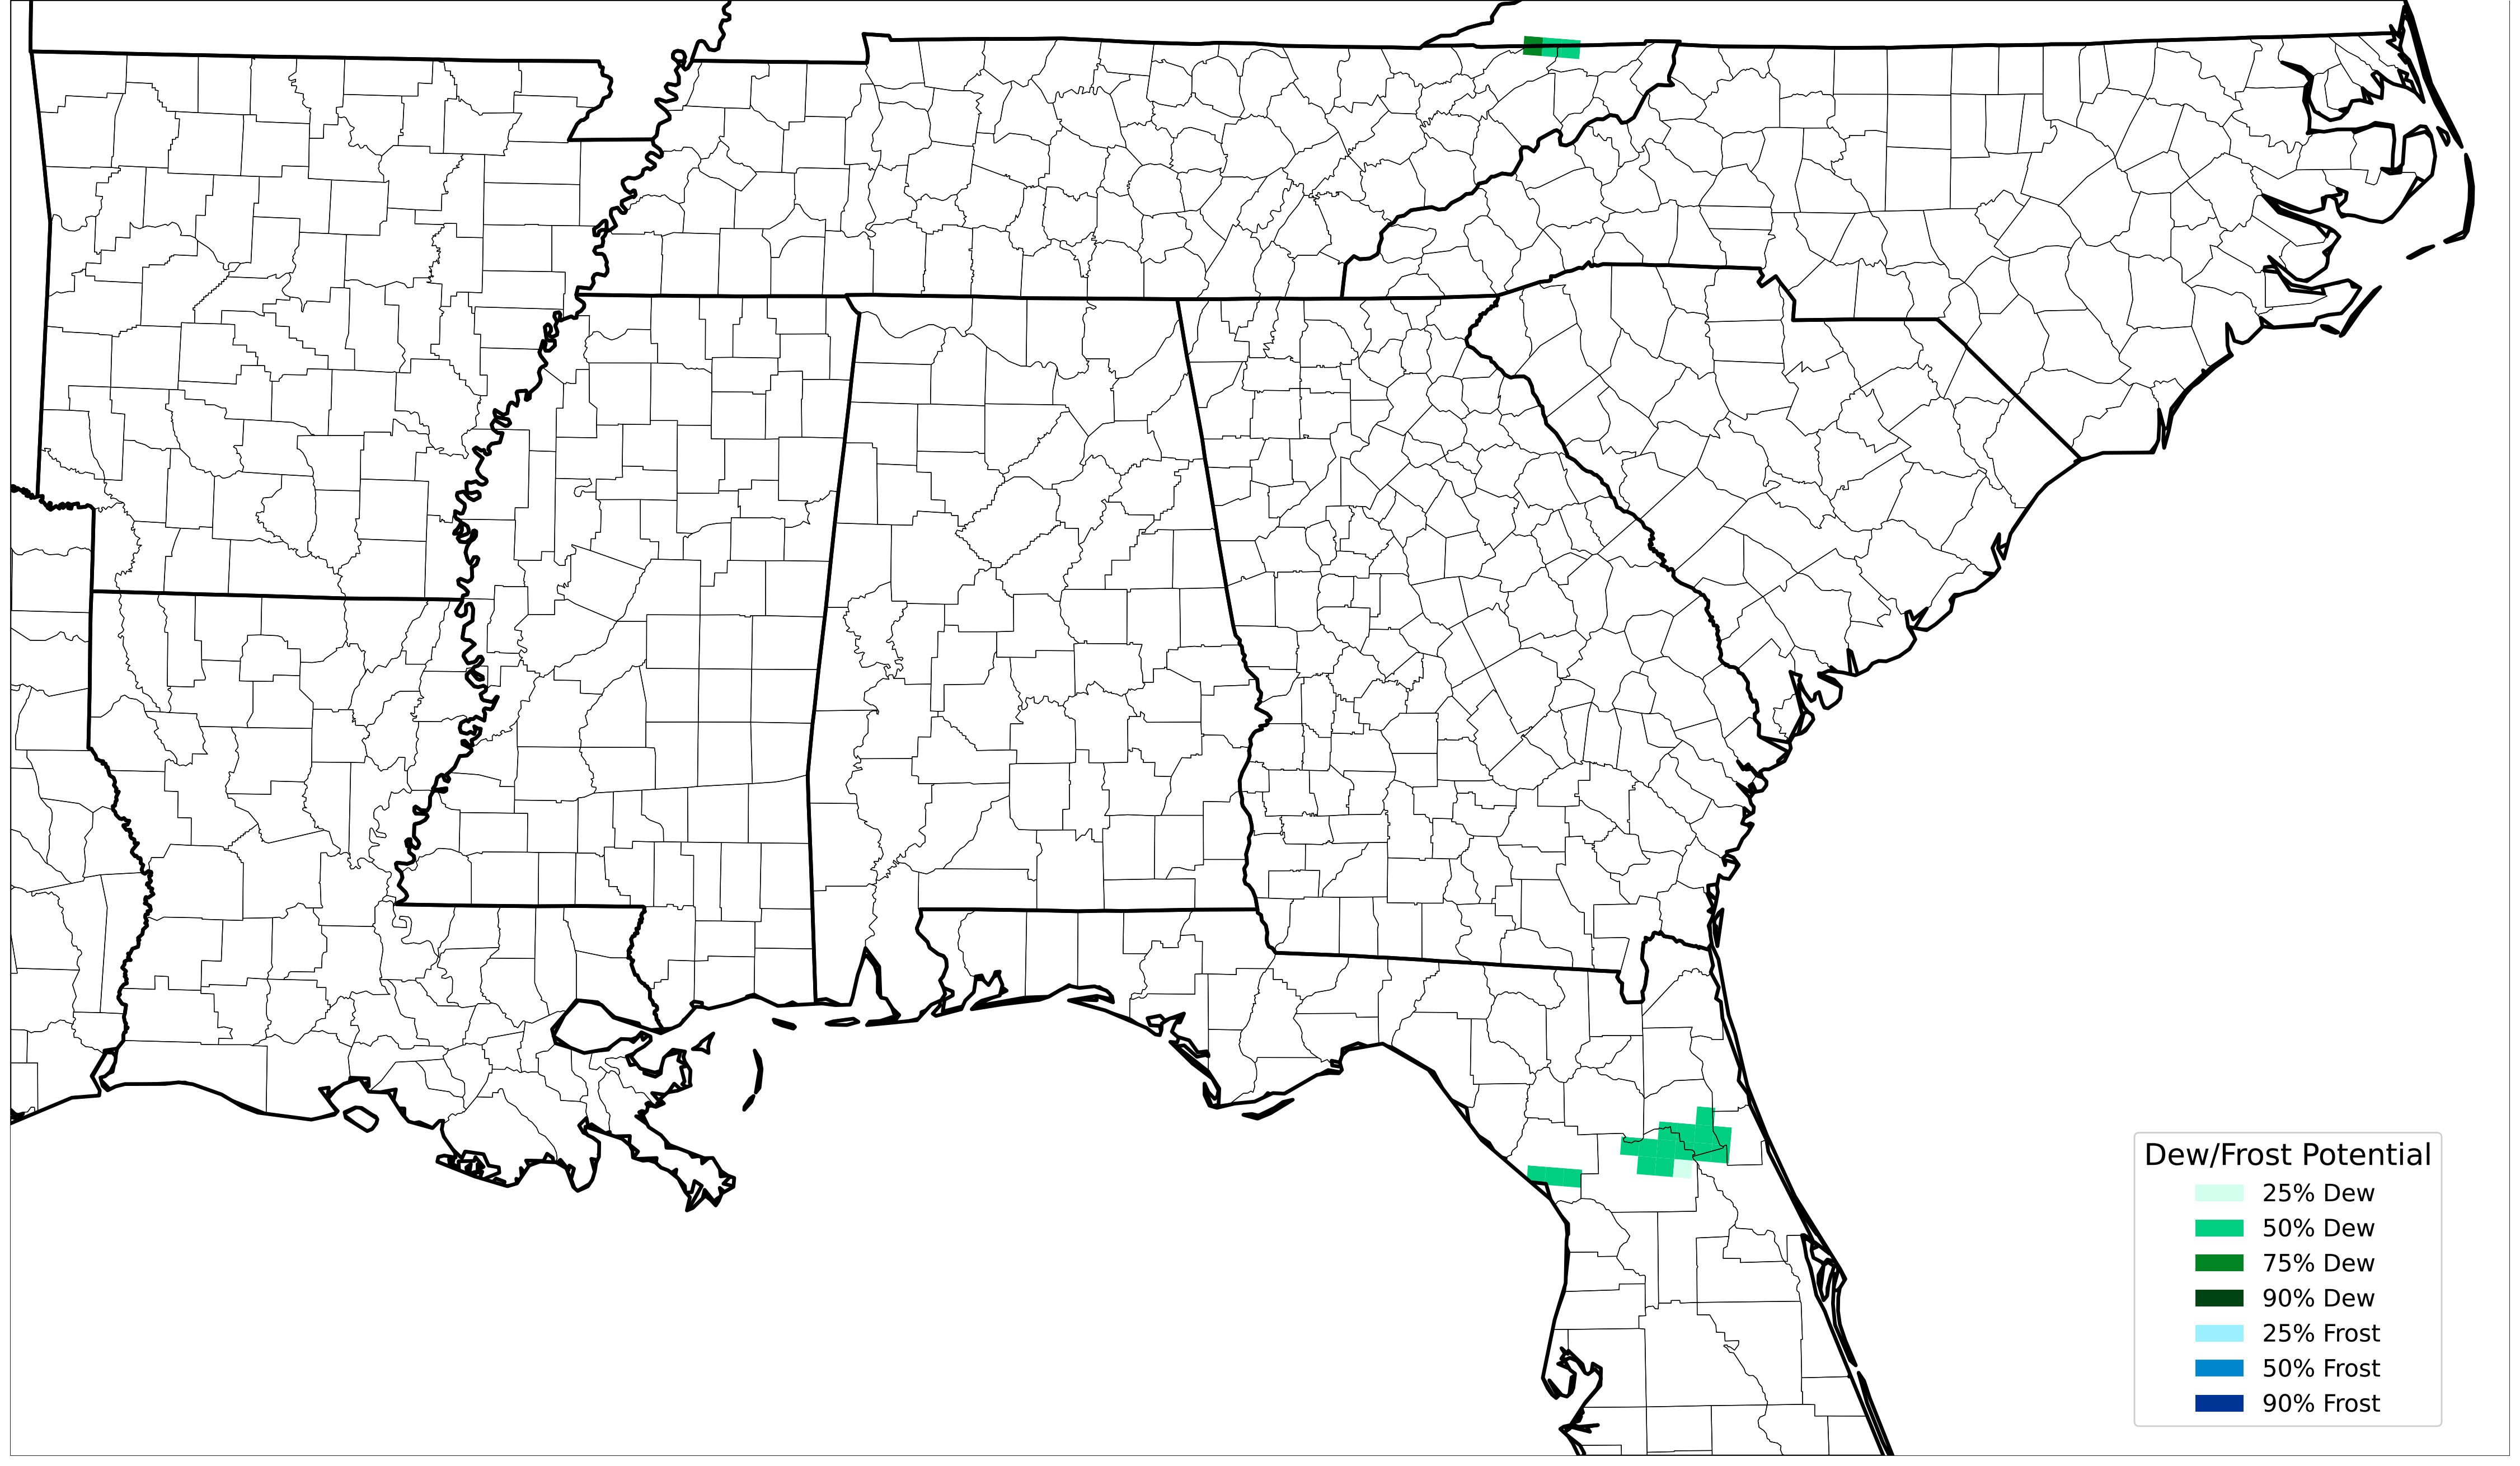 Dew/Frost Potential
25% Dew
50% Dew
75% Dew
90% Dew
25% Frost
50% Frost
90% Frost